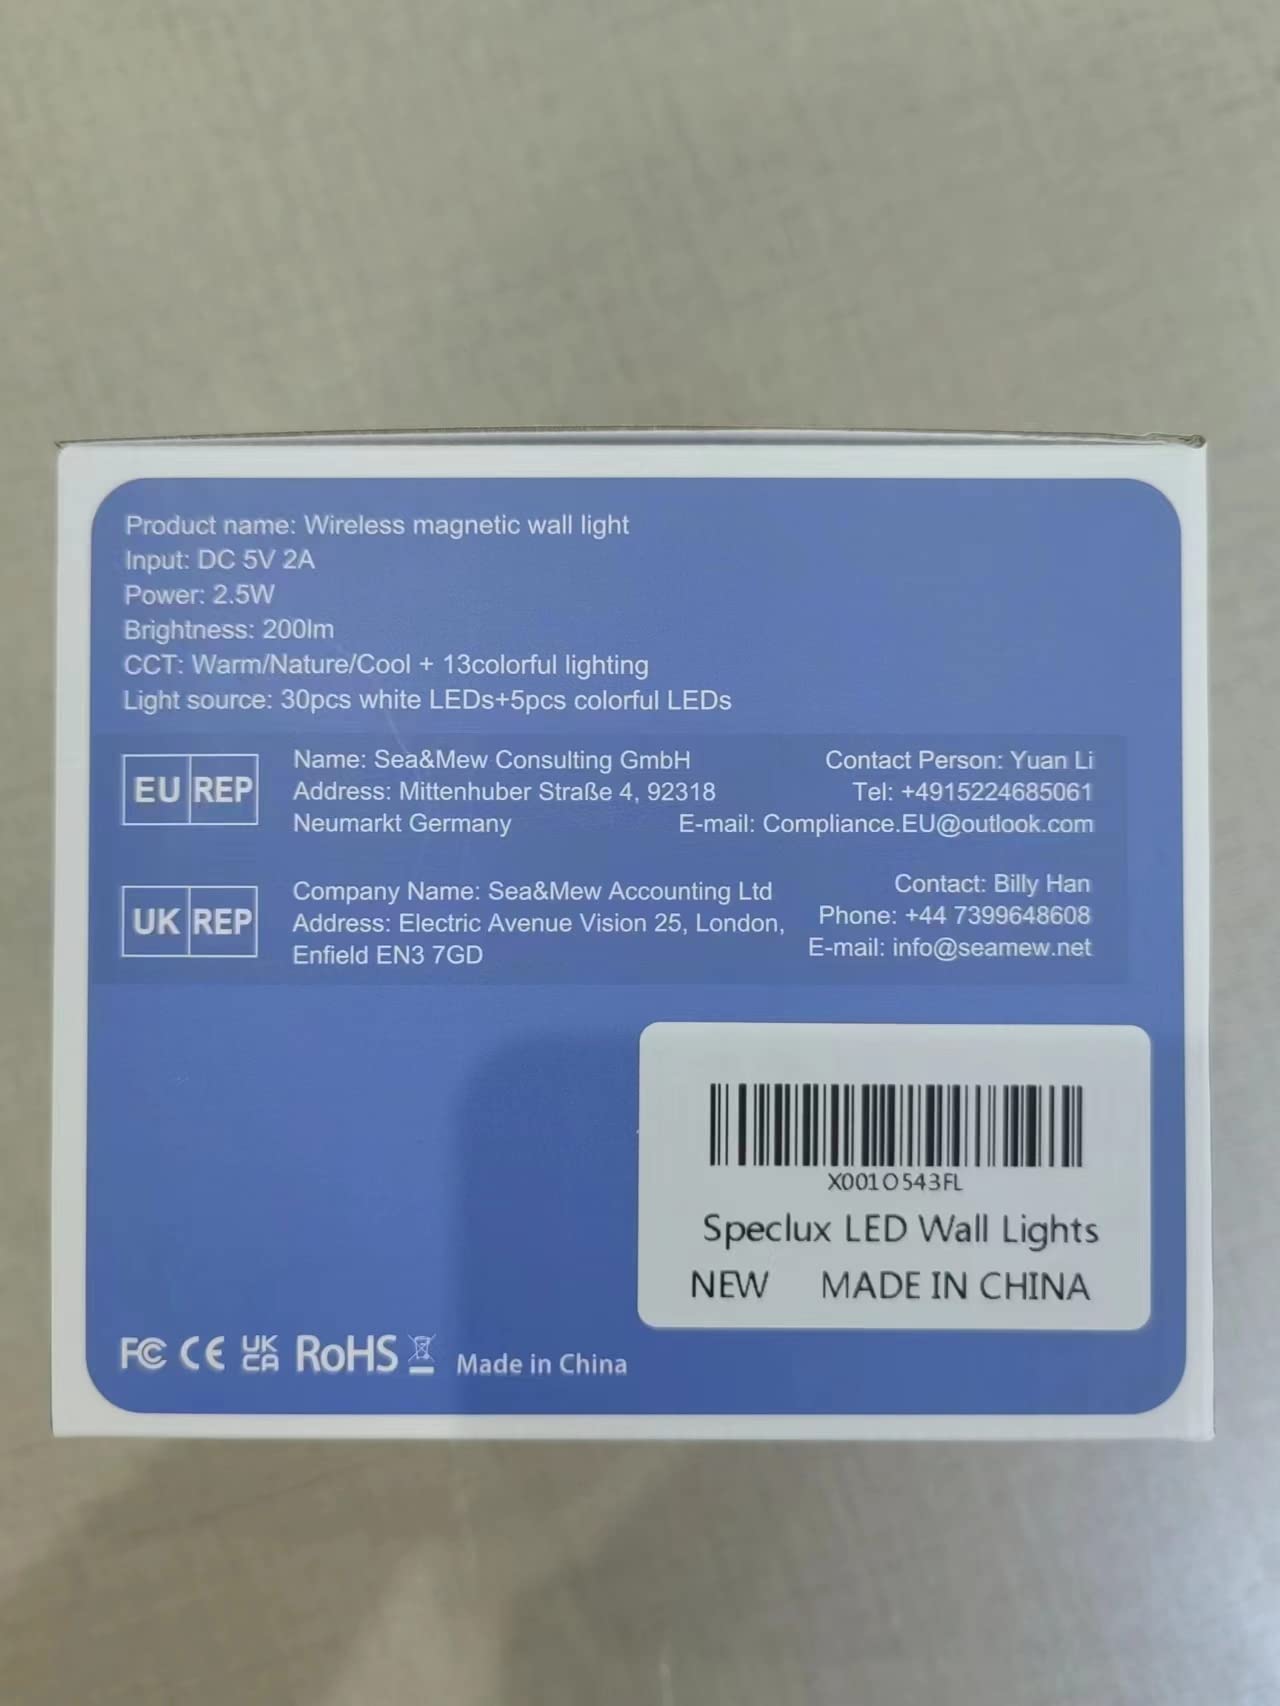 Product name: Wireless magnetic wall light
Input: DC 5V 2A
Power: 2.5W
Brightness: 200lm
CCT: Warm/Nature/Cool + 13colorful lighting
Light source: 30pcs white LEDs+5pcs colorful LEDs
EU REP
Name: Sea&Mew Consulting GmbH
Address: Mittenhuber Straße 4, 92318
Neumarkt Germany
Contact Person: Yuan Li
Tel: +4915224685061
E-mail: Compliance.EU@outlook.com
UK REP
Company Name: Sea&Mew Accounting Ltd
Address: Electric Avenue Vision 25, London,
Enfield EN3 7GD
Contact: Billy Han
Phone: +44 7399648608
E-mail: info@seamew.net
X001O543FL
Speclux LED Wall Lights
NEW MADE IN CHINA
FC CE UK CA RoHS Made in China